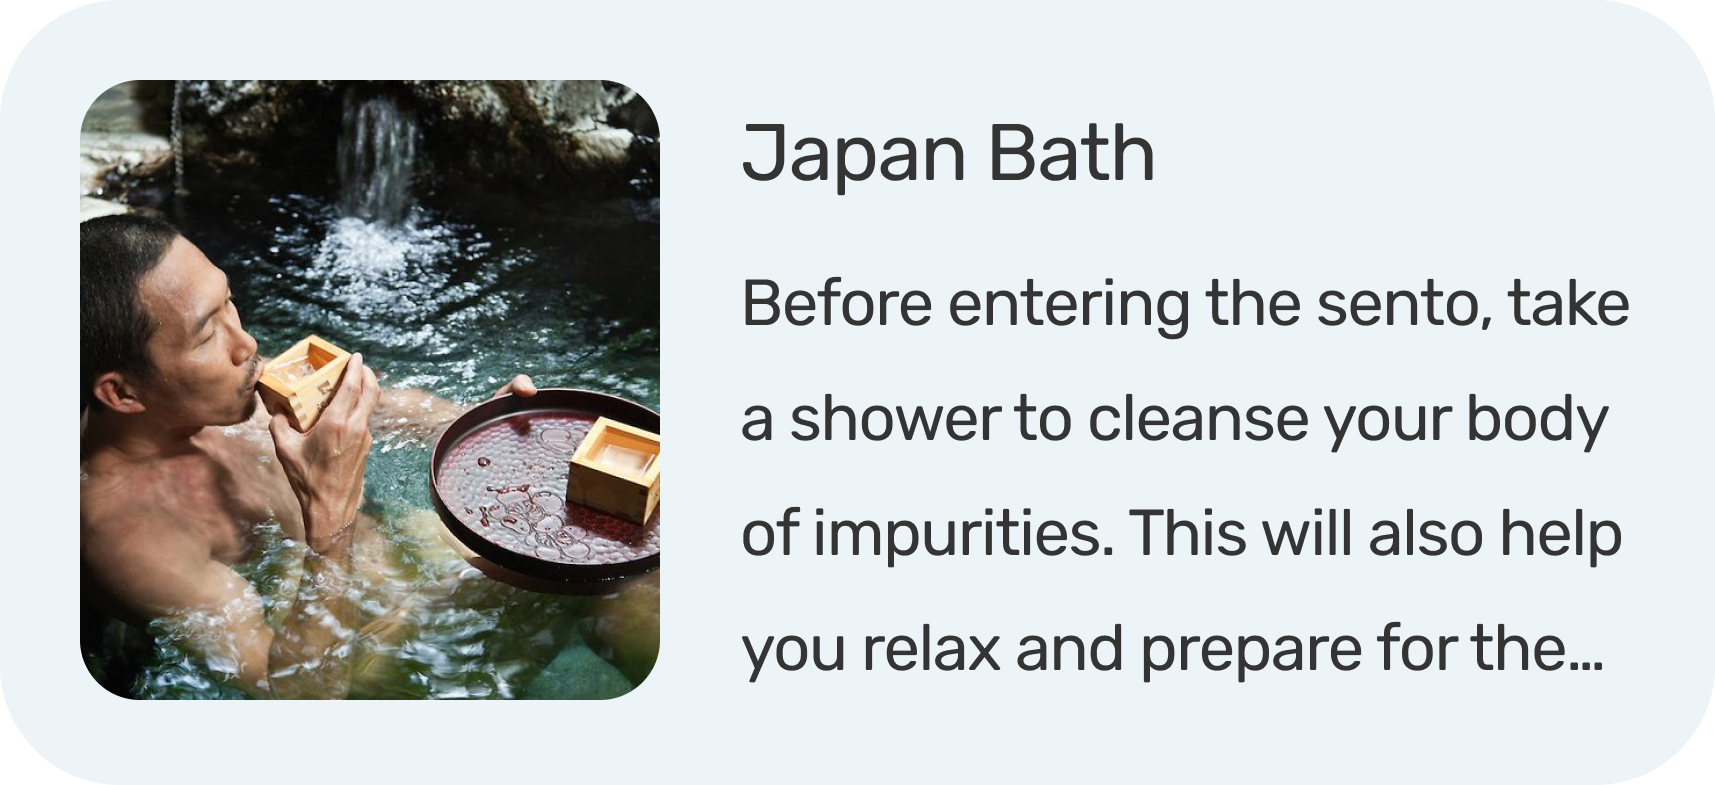 Japan Bath
Before entering the sento, take
a shower to cleanse your body
of impurities. This will also help
you relax and prepare for the...